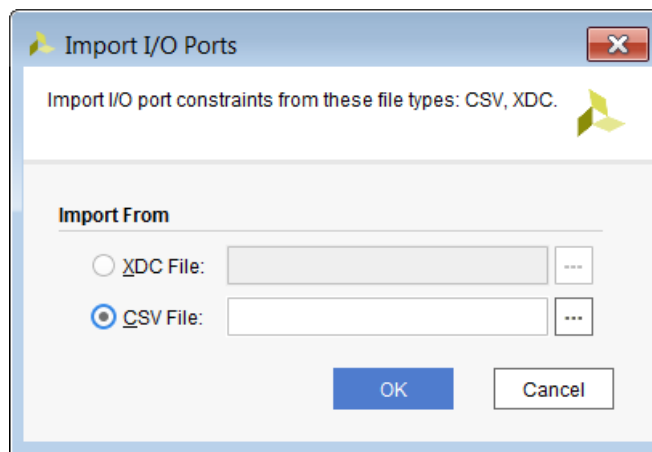 Import I/O Ports
Import I/O port constraints from these file types: CSV, XDC.
Import From
XDC File:
---
CSV File:
...
OK
Cancel